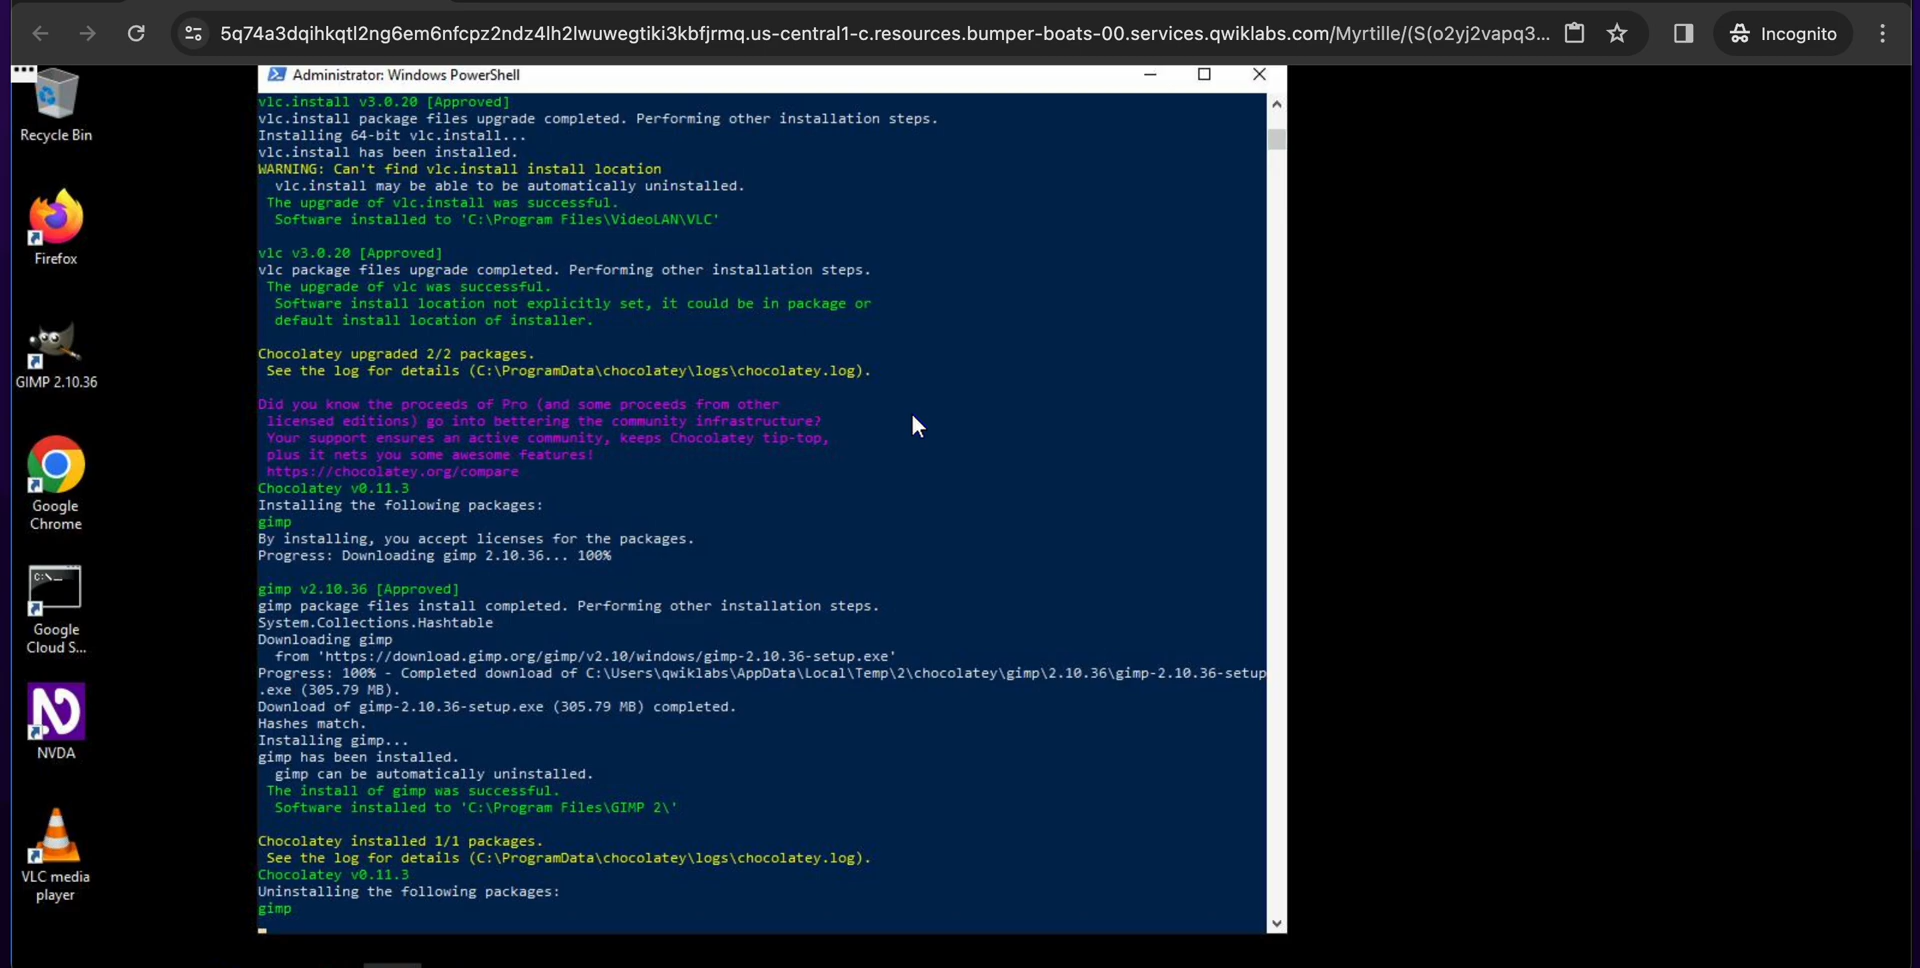 5q74a3dqihkqtl2ng6em6nfcpz2ndz4lh2lwuwegtiki3kbfjrmq.us-central1-c.resources.bumper-boats-00.services.qwiklabs.com/Myrtille/(S(o2yj2vapq3...
Incognito
Administrator: Windows PowerShell
Recycle Bin
Firefox
GIMP 2.10.36
Google
Chrome
C:\_
Google
Cloud S...
NVDA
VLC media
player
vlc.install v3.0.20 [Approved]
vlc.install package files upgrade completed. Performing other installation steps.
Installing 64-bit vlc.install...
vlc.install has been installed.
WARNING: Can't find vlc.install install location
vlc.install may be able to be automatically uninstalled.
The upgrade of vlc.install was successful.
Software installed to 'C:\Program Files\VideoLAN\VLC'
vlc v3.0.20 [Approved]
vlc package files upgrade completed. Performing other installation steps.
The upgrade of vlc was successful.
Software install location not explicitly set, it could be in package or
default install location of installer.
Chocolatey upgraded 2/2 packages.
See the log for details (C:\ProgramData\chocolatey\logs\chocolatey.log).
Did you know the proceeds of Pro (and some proceeds from other
licensed editions) go into bettering the community infrastructure?
Your support ensures an active community, keeps Chocolatey tip-top,
plus it nets you some awesome features!
https://chocolatey.org/compare
Chocolatey v0.11.3
Installing the following packages:
gimp
By installing, you accept licenses for the packages.
Progress: Downloading gimp 2.10.36... 100%
gimp v2.10.36 [Approved]
gimp package files install completed. Performing other installation steps.
System.Collections.Hashtable
Downloading gimp
from 'https://download.gimp.org/gimp/v2.10/windows/gimp-2.10.36-setup.exe'
Progress: 100% - Completed download of C:\Users\qwiklabs\AppData\Local\Temp\2\chocolatey\gimp\2.10.36\gimp-2.10.36-setup
.exe (305.79 MB).
Download of gimp-2.10.36-setup.exe (305.79 MB) completed.
Hashes match.
Installing gimp...
gimp has been installed.
gimp can be automatically uninstalled.
The install of gimp was successful.
Software installed to 'C:\Program Files\GIMP 2\'
Chocolatey installed 1/1 packages.
See the log for details (C:\ProgramData\chocolatey\logs\chocolatey.log).
Chocolatey v0.11.3
Uninstalling the following packages:
gimp